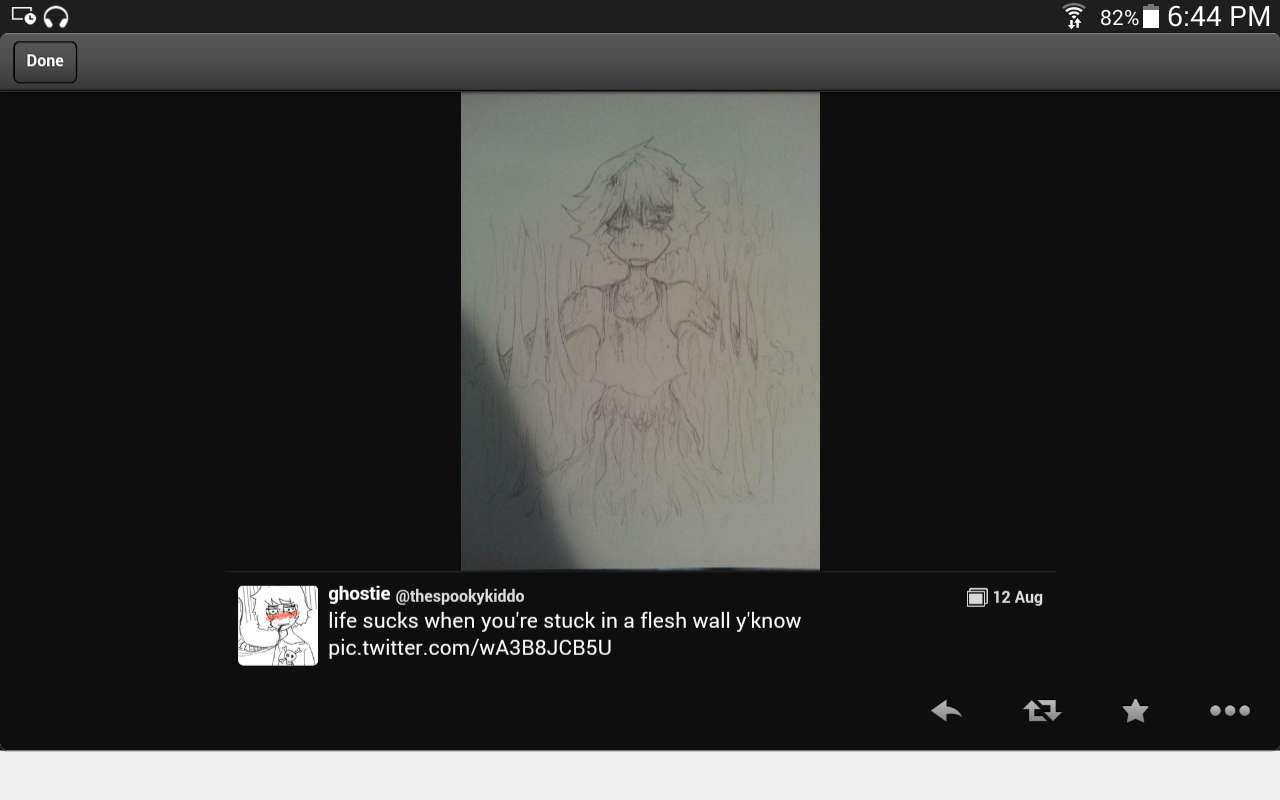 82% 6:44 PM
Done
ghostie @thespookykiddo 12 Aug
life sucks when you're stuck in a flesh wall y'know
pic.twitter.com/wA3B8JCB5U